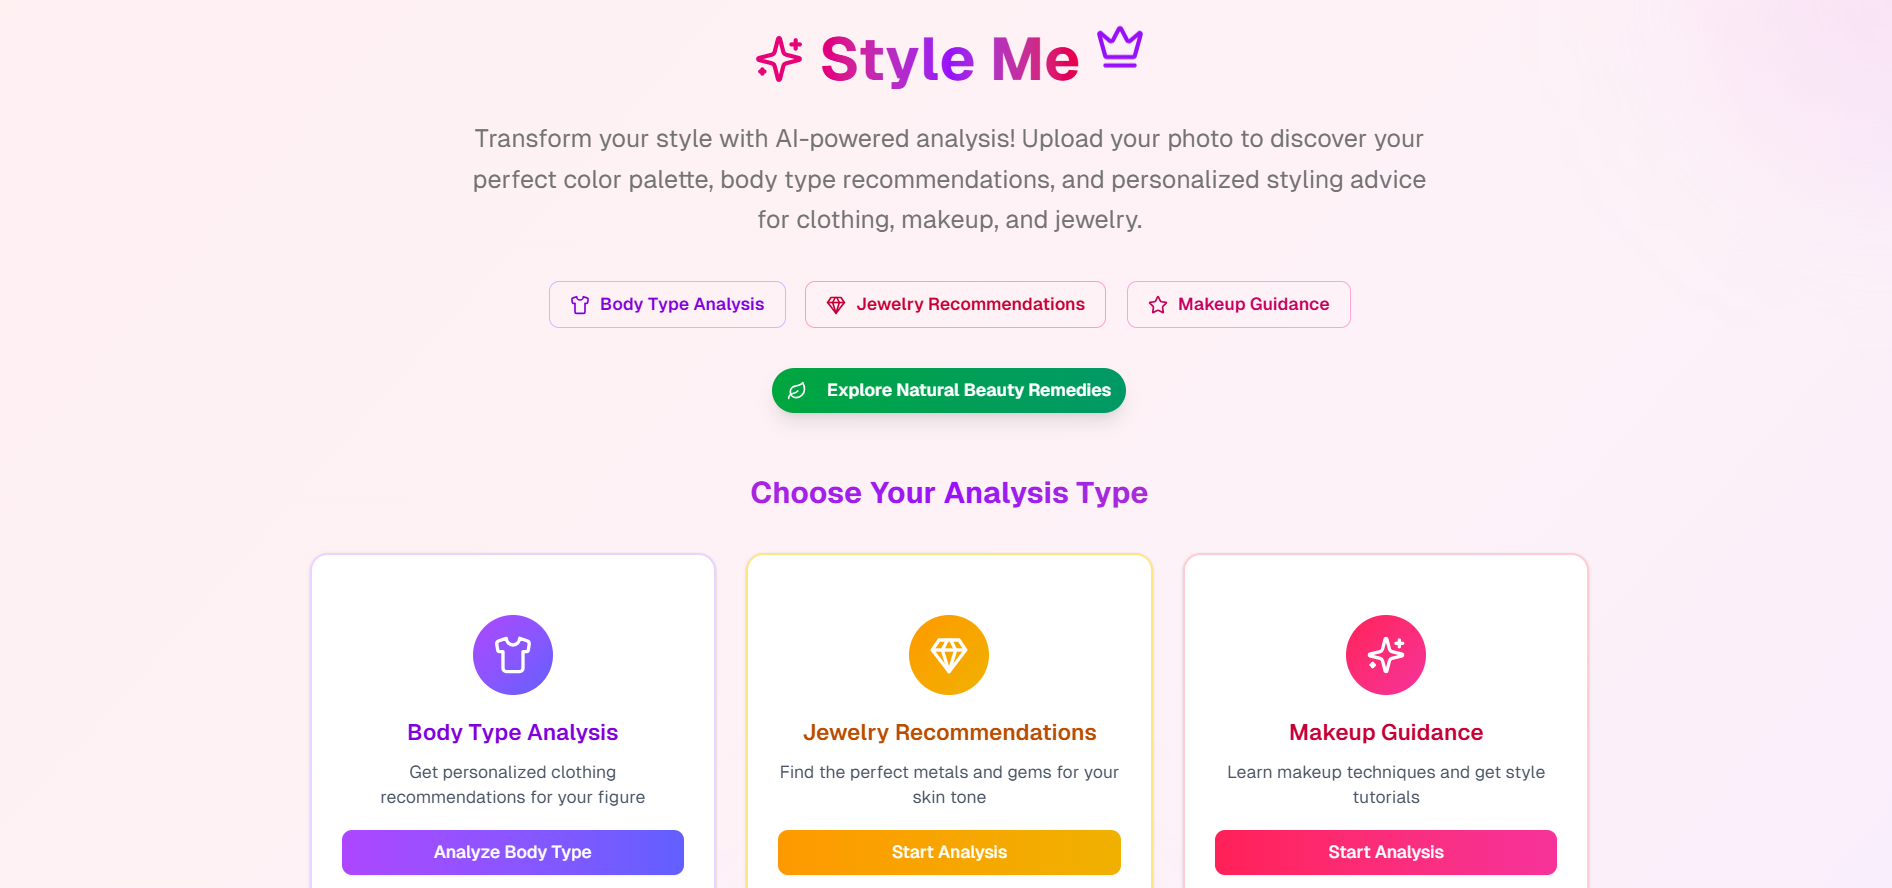 Style Me
Transform your style with AI-powered analysis! Upload your photo to discover your
perfect color palette, body type recommendations, and personalized styling advice
for clothing, makeup, and jewelry.
Body Type Analysis
Jewelry Recommendations
Makeup Guidance
Explore Natural Beauty Remedies
Choose Your Analysis Type
Body Type Analysis
Get personalized clothing
recommendations for your figure
Analyze Body Type
Jewelry Recommendations
Find the perfect metals and gems for your
skin tone
Start Analysis
Makeup Guidance
Learn makeup techniques and get style
tutorials
Start Analysis